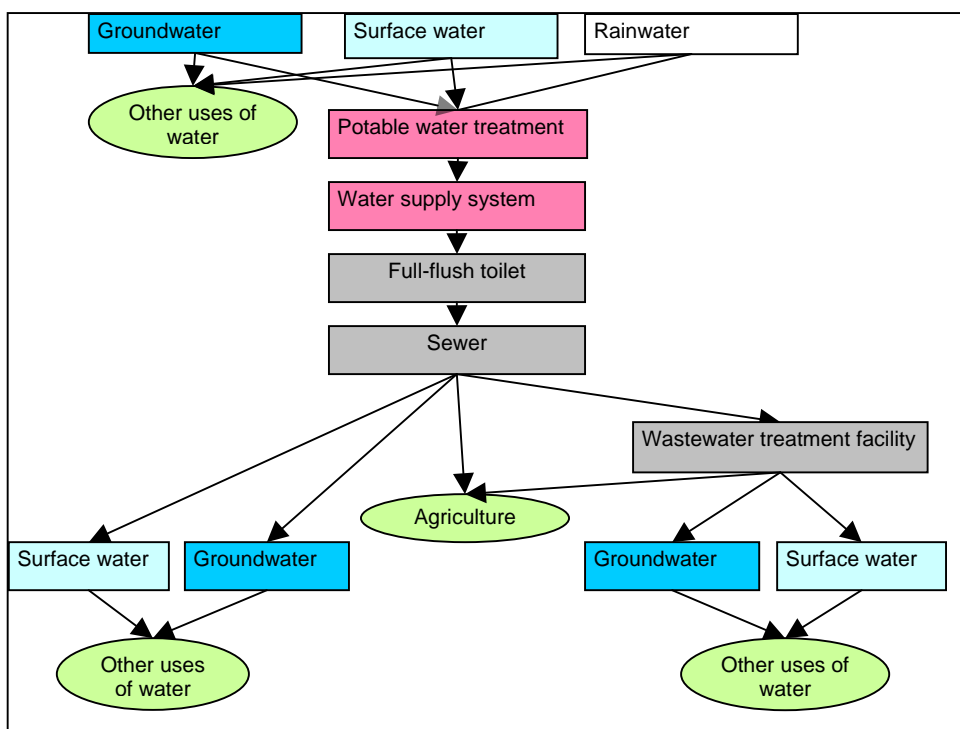 Groundwater
Surface water
Rainwater
Other uses of
water
Potable water treatment
Water supply system
Full-flush toilet
Sewer
Wastewater treatment facility
Agriculture
Surface water
Groundwater
Groundwater
Surface water
Other uses
of water
Other uses of
water